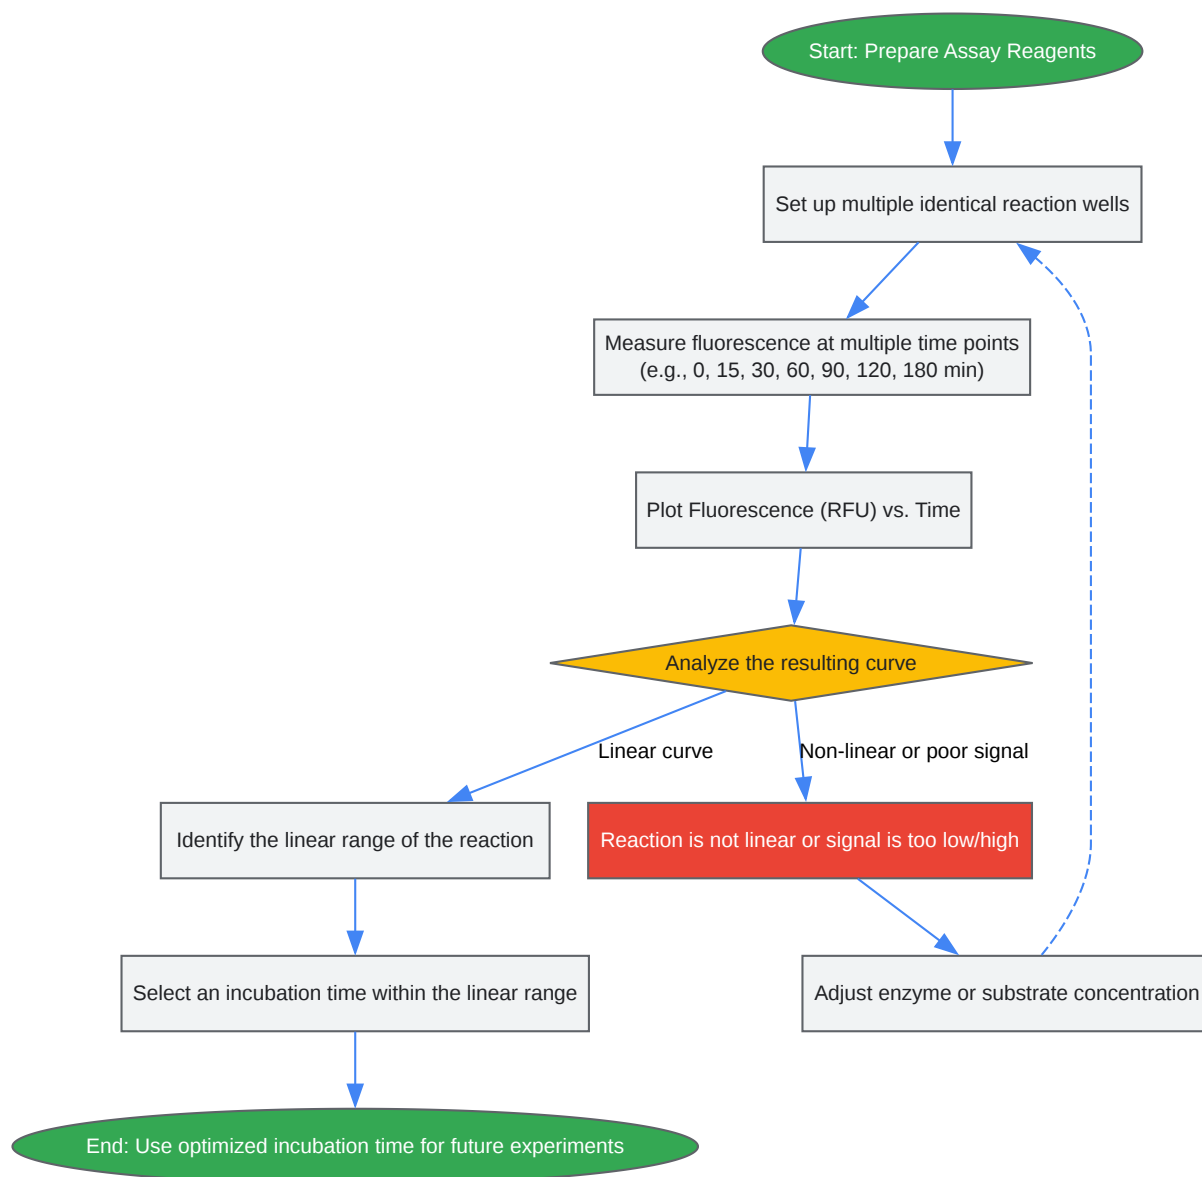 Start: Prepare Assay Reagents
Set up multiple identical reaction wells
Measure fluorescence at multiple time points
(e.g., 0, 15, 30, 60, 90, 120, 180 min)
Plot Fluorescence (RFU) vs. Time
Analyze the resulting curve
Linear curve
Non-linear or poor signal
Identify the linear range of the reaction
Reaction is not linear or signal is too low/high
Select an incubation time within the linear range
Adjust enzyme or substrate concentration
End: Use optimized incubation time for future experiments